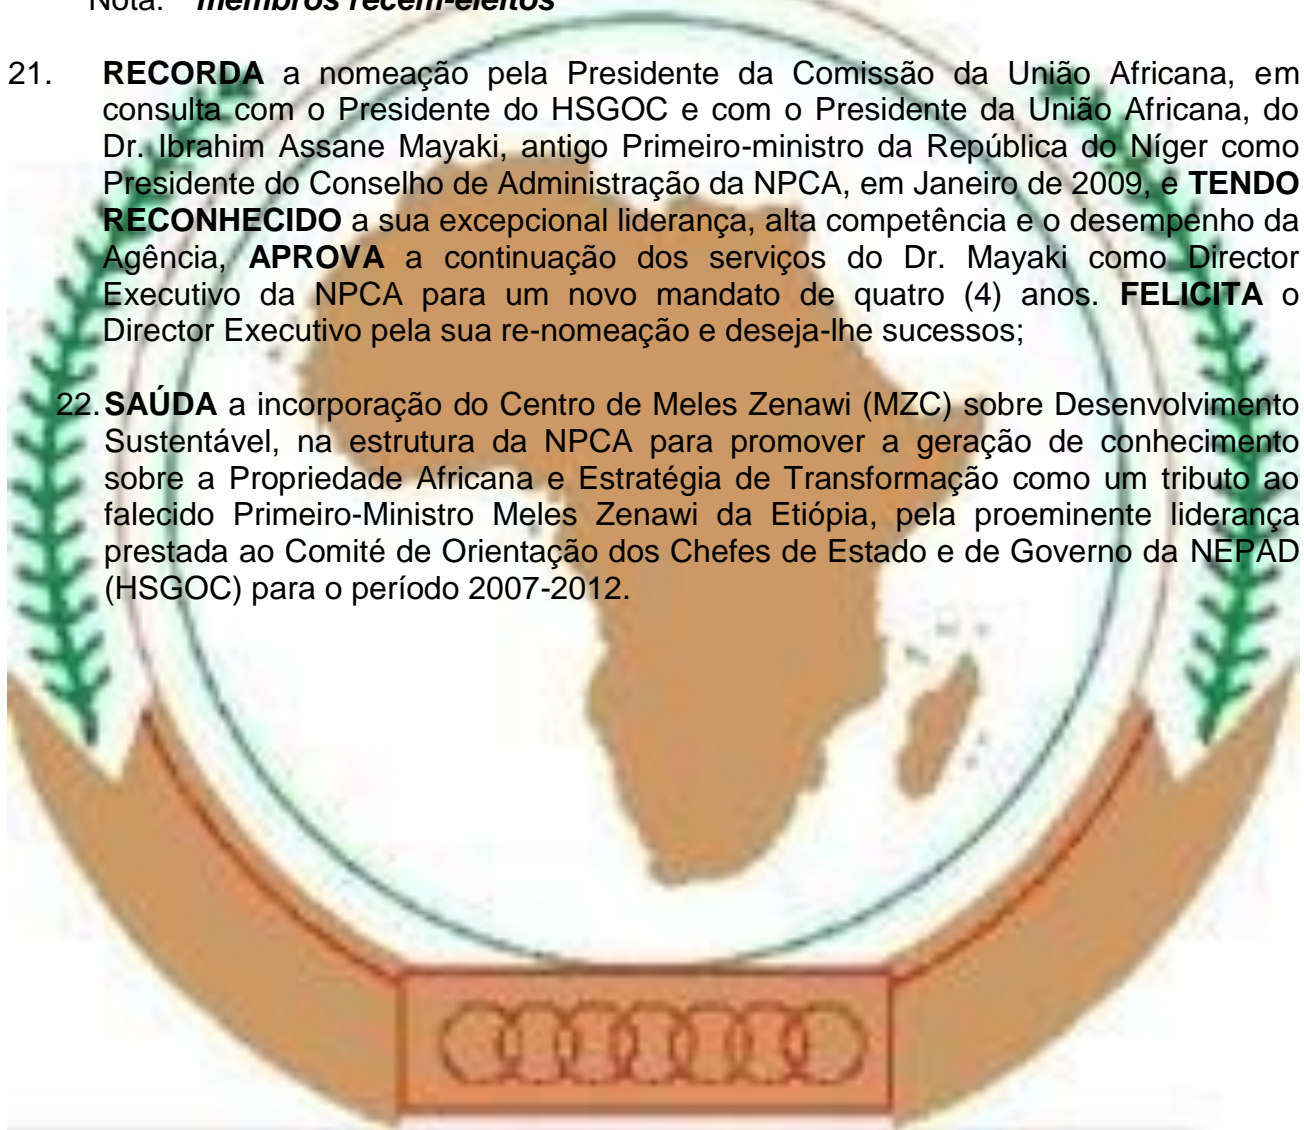 Nota: membros recém-eleitos
21. RECORDA a nomeação pela Presidente da Comissão da União Africana, em
consulta com o Presidente do HSGOC e com o Presidente da União Africana, do
Dr. Ibrahim Assane Mayaki, antigo Primeiro-ministro da República do Níger como
Presidente do Conselho de Administração da NPCA, em Janeiro de 2009, e TENDO
RECONHECIDO a sua excepcional liderança, alta competência e o desempenho da
Agência, APROVA a continuação dos serviços do Dr. Mayaki como Director
Executivo da NPCA para um novo mandato de quatro (4) anos. FELICITA o
Director Executivo pela sua re-nomeação e deseja-lhe sucessos;
22. SAÚDA a incorporação do Centro de Meles Zenawi (MZC) sobre Desenvolvimento
Sustentável, na estrutura da NPCA para promover a geração de conhecimento
sobre a Propriedade Africana e Estratégia de Transformação como um tributo ao
falecido Primeiro-Ministro Meles Zenawi da Etiópia, pela proeminente liderança
prestada ao Comité de Orientação dos Chefes de Estado e de Governo da NEPAD
(HSGOC) para o período 2007-2012.